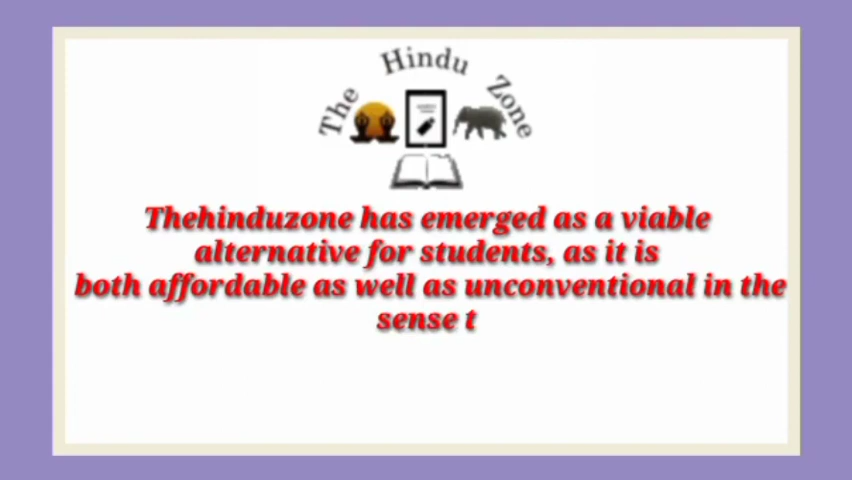 The Hindu Zone
Thehinduzone has emerged as a viable
alternative for students, as it is
both affordable as well as unconventional in the
sense t